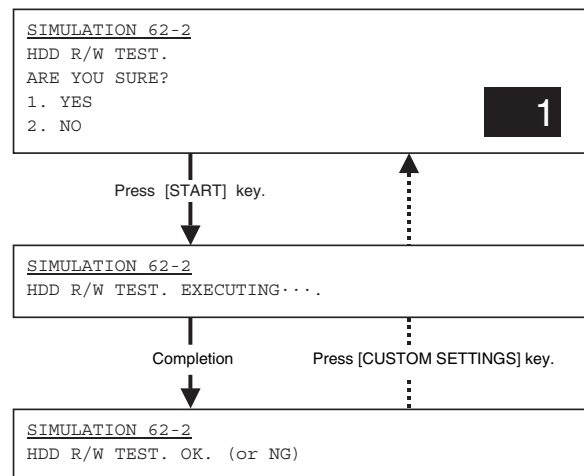 SIMULATION 62-2
HDD R/W TEST.
ARE YOU SURE?
1. YES
2. NO
1
Press [START] key.
SIMULATION 62-2
HDD R/W TEST. EXECUTING···.
Completion
Press [CUSTOM SETTINGS] key.
SIMULATION 62-2
HDD R/W TEST. OK. (or NG)